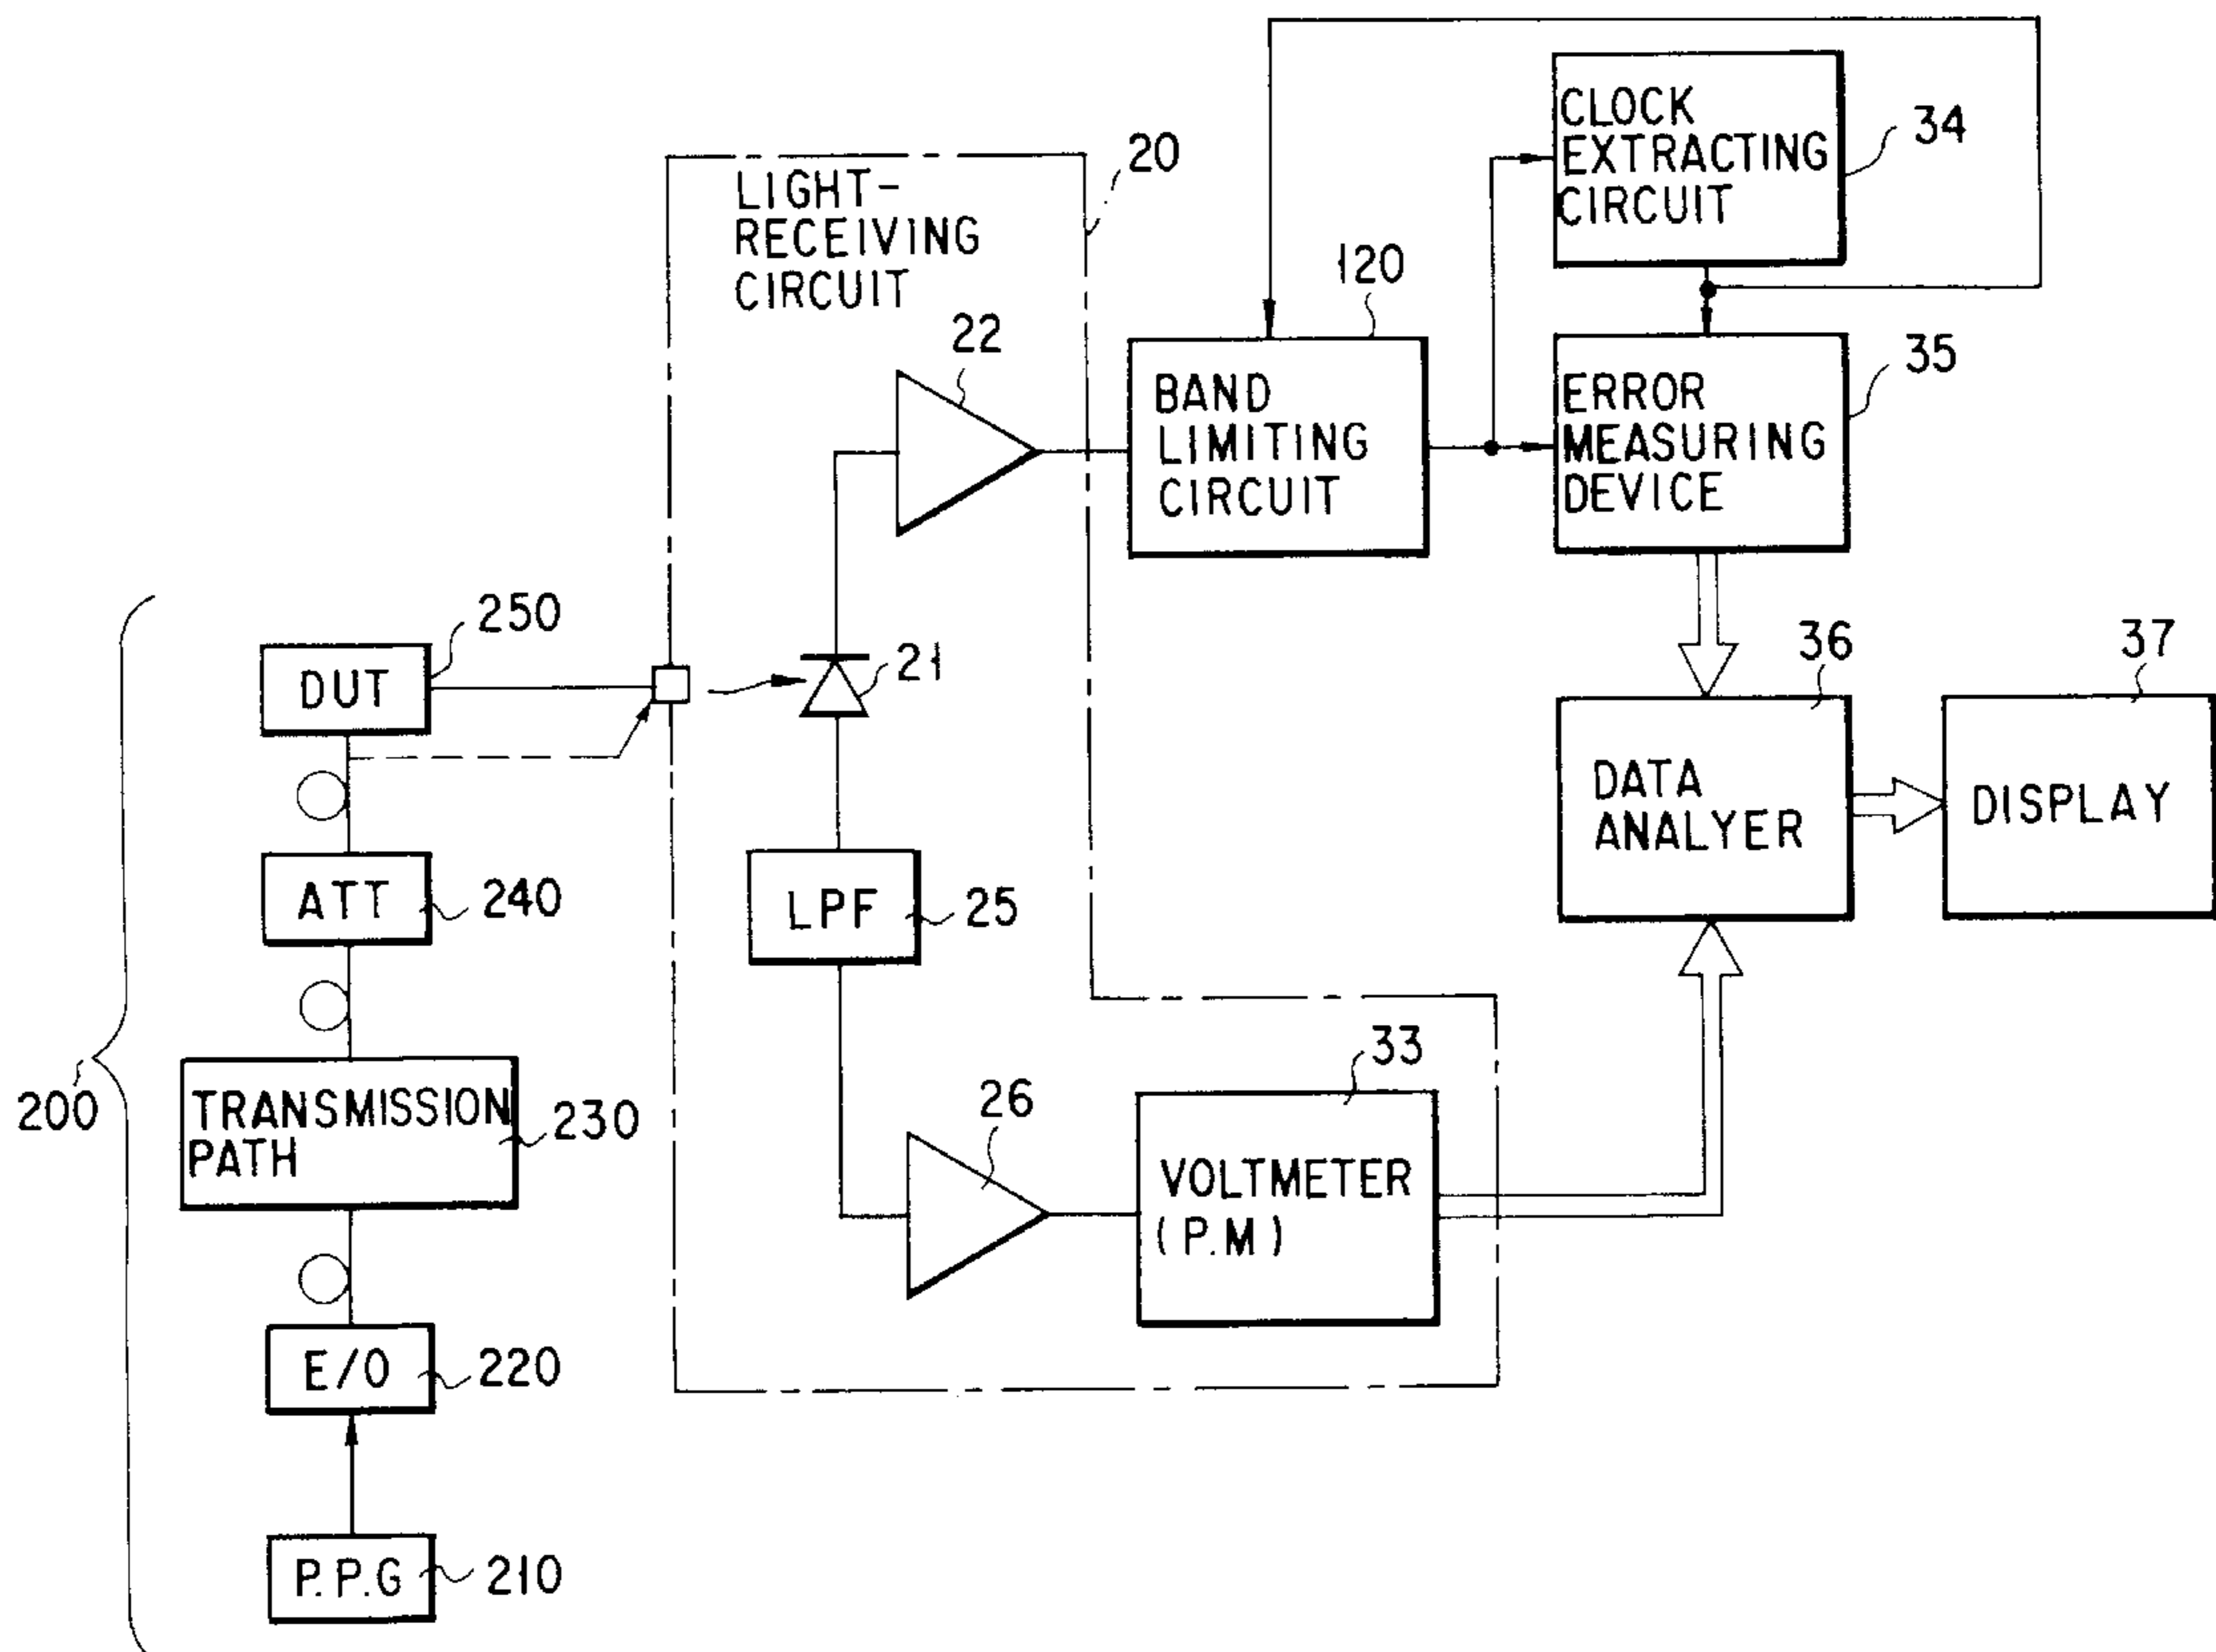 CLOCK
EXTRACTING
CIRCUIT
34
20
LIGHT-
RECEIVING
CIRCUIT
120
22
35
BAND
LIMITING
CIRCUIT
ERROR
MEASURING
DEVICE
250
DUT
21
36
37
DATA
ANALYER
DISPLAY
ATT
240
LPF
25
200
TRANSMISSION
PATH
230
26
33
VOLTMETER
(P.M)
E/O
220
P.P.G
210